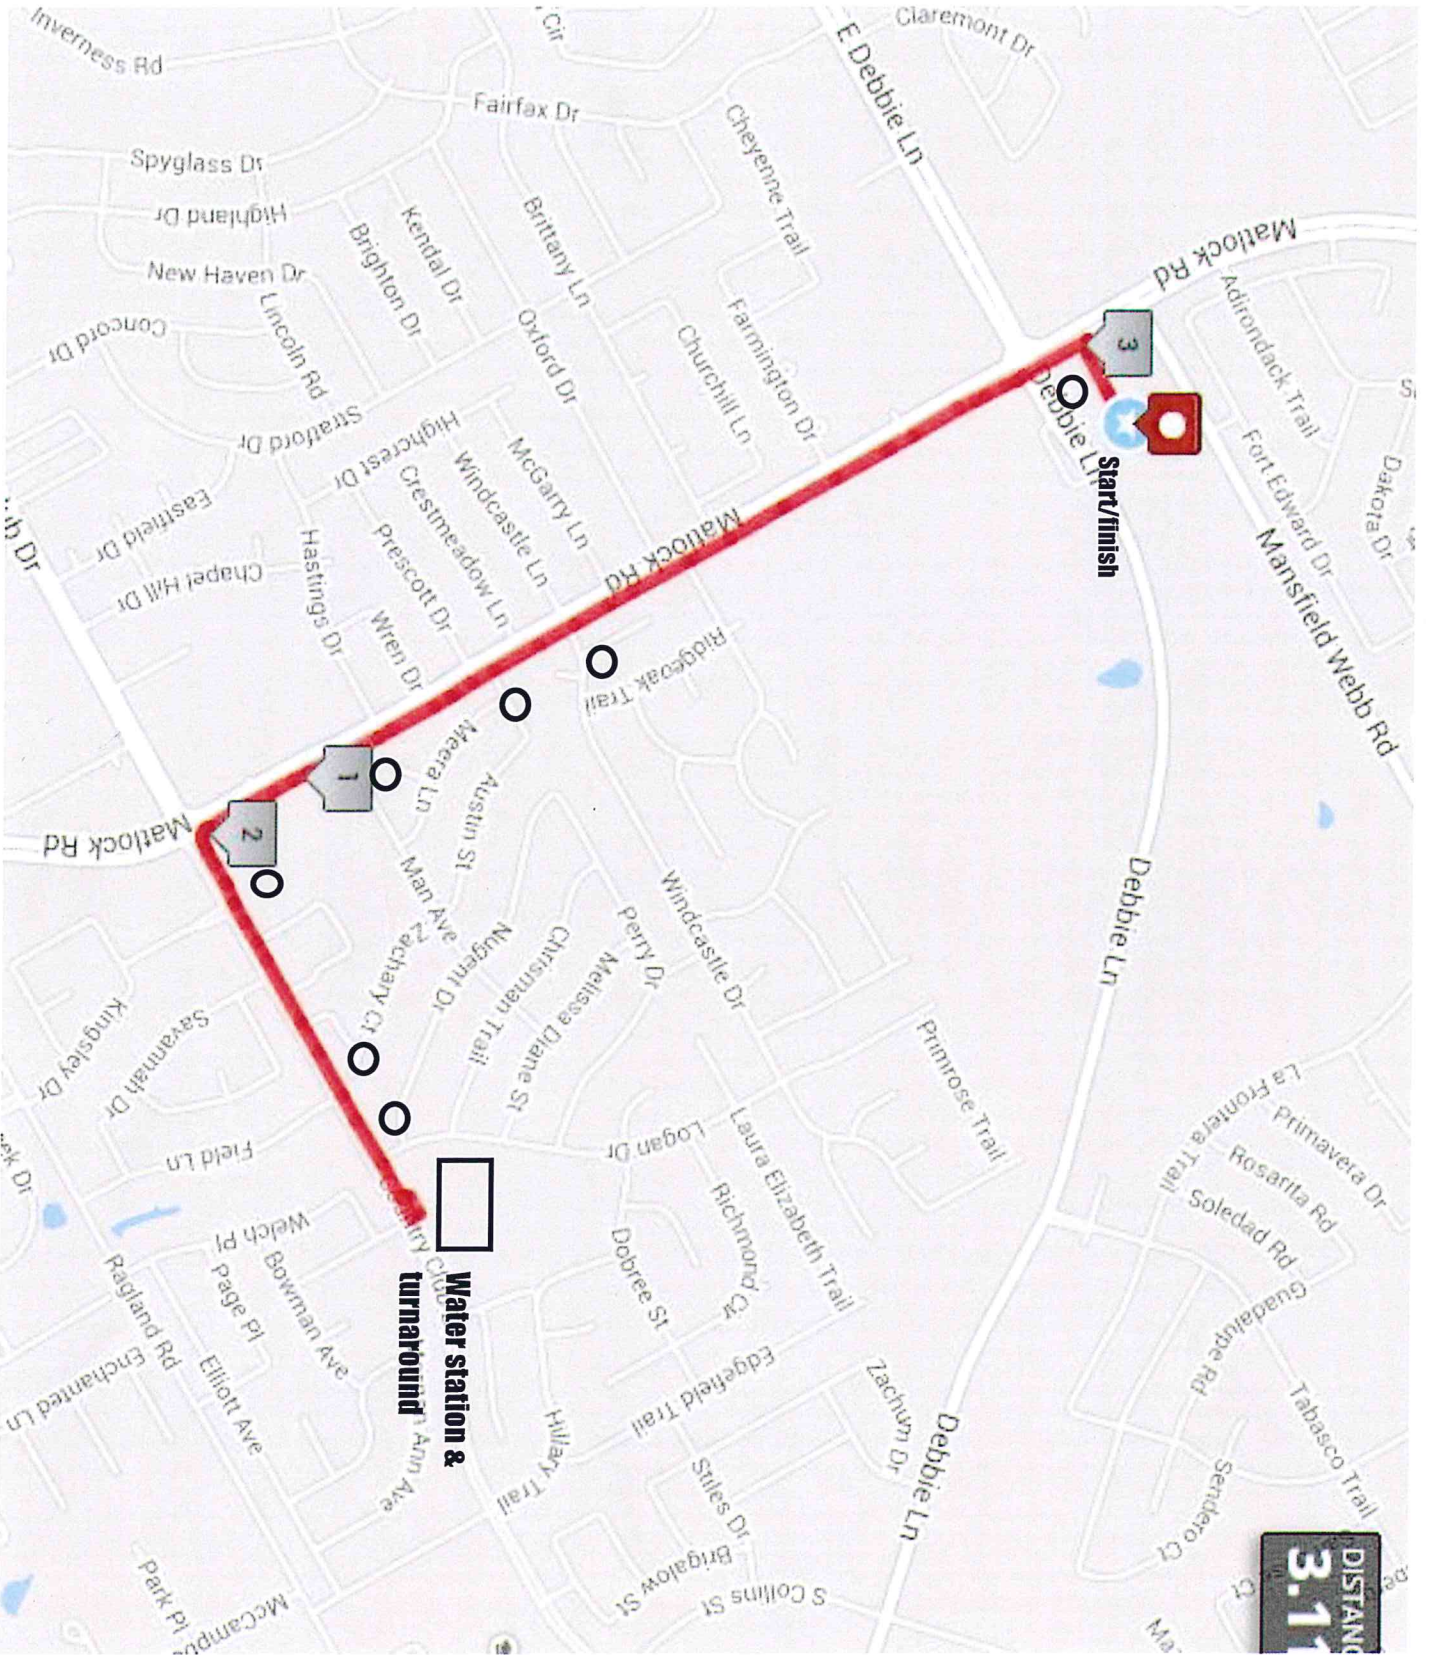 Inverness Rd
Cir
Claremont Dr
E Debbie Ln
Fairfax Dr
Cheyenne Trail
Spyglass Dr
Highland Dr
Kendal Dr
Brighton Dr
Brittany Ln
Matlock Rd
New Haven Dr
Lincoln Rd
Concord Dr
Oxford Dr
Farmington Dr
Churchill Ln
Adirondack Trail
3
Debbie Ln
Start/finish
Stratford Dr
Highcrest Dr
McGarry Ln
Windcastle Ln
Crestmeadow Ln
Prescott Dr
Fort Edward Dr
Dakota Dr
Mansfield Webb Rd
Eastfield Dr
Chapel Hill Dr
Hastings Dr
Wren Dr
Matlock Rd
Ridgeoak Trail
Meera Ln
Austin St
1
2
Matlock Rd
Man Ave
Zachary Ct
Nugent Dr
Chrisman Trail
Melissa Diane St
Perry Dr
Windcastle Dr
Debbie Ln
Kingsley Dr
Savannah Dr
Primrose Trail
La Frontera Trail
Primavera Dr
Rosarita Rd
Soledad Rd
Guadalupe Rd
Field Ln
Logan Dr
Laura Elizabeth Trail
Richmond Cir
Dobree St
Welch Pl
Page Pl
Bowman Ave
Ragland Rd
Elliott Ave
Enchanted Ln
Water station &
turnaround
Ann Ave
Hillary Trail
Edgefield Trail
Zachum Dr
Stiles Dr
Debbie Ln
Tabasco Trail
Sendero Ct
Brigalow St
S Collins St
Park Pl
Ct
DISTANC
3.11